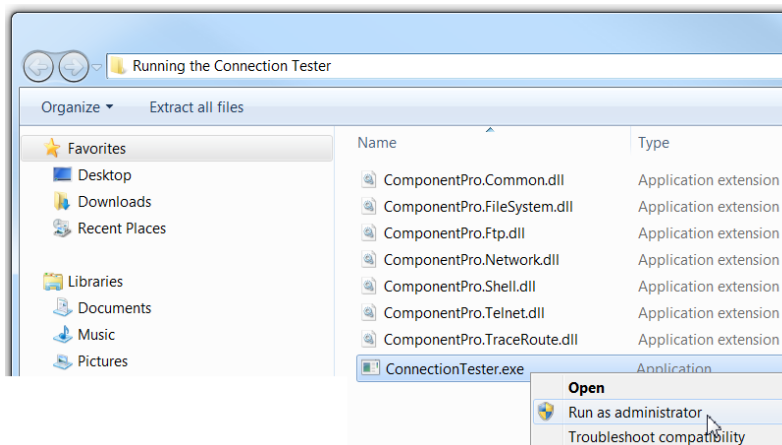 Running the Connection Tester
Organize Extract all files
Favorites
Desktop
Downloads
Recent Places
Libraries
Documents
Music
Pictures
Name Type
ComponentPro.Common.dll Application extension
ComponentPro.FileSystem.dll Application extension
ComponentPro.Ftp.dll Application extension
ComponentPro.Network.dll Application extension
ComponentPro.Shell.dll Application extension
ComponentPro.Telnet.dll Application extension
ComponentPro.TraceRoute.dll Application extension
ConnectionTester.exe Application
Open
Run as administrator
Troubleshoot compatibility